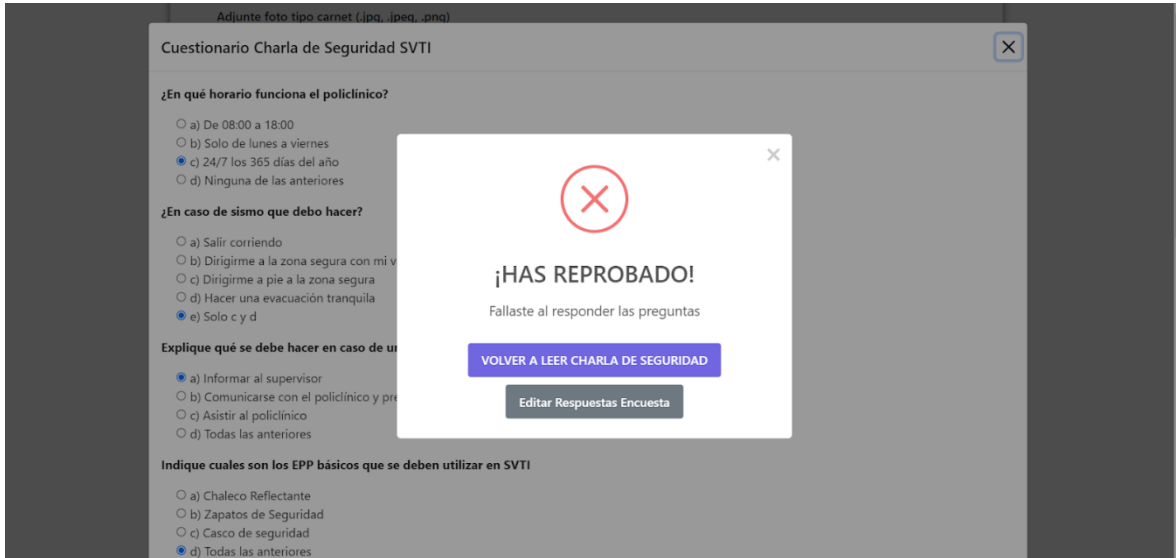 Adjunte foto tipo carnet (.jpg, .jpeg, .png)
Cuestionario Charla de Seguridad SVTI
¿En qué horario funciona el policlínico?
a) De 08:00 a 18:00
b) Solo de lunes a viernes
c) 24/7 los 365 días del año
d) Ninguna de las anteriores
¿En caso de sismo que debo hacer?
a) Salir corriendo
b) Dirigirme a la zona segura con mi
c) Dirigirme a pie a la zona segura
d) Hacer una evacuación tranquila
e) Solo c y d
Explique qué se debe hacer en caso de
a) Informar al supervisor
b) Comunicarse con el policlínico y
c) Asistir al policlínico
d) Todas las anteriores
Indique cuales son los EPP básicos que se deben utilizar en SVTI
a) Chaleco Reflectante
b) Zapatos de Seguridad
c) Casco de seguridad
d) Todas las anteriores
¡HAS REPROBADO!
Fallaste al responder las preguntas
VOLVER A LEER CHARLA DE SEGURIDAD
Editar Respuestas Encuesta